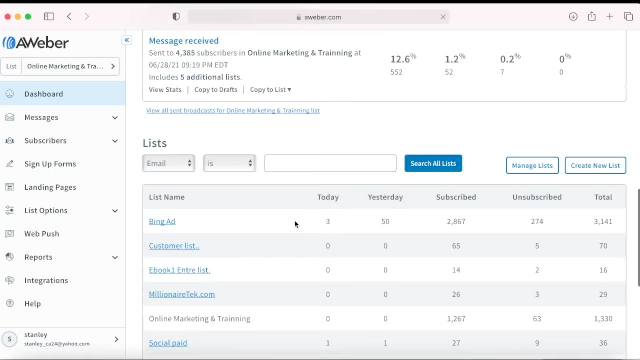 aweber.com
AWeber
«
List Online Marketing & Tra...
Dashboard
Messages
Subscribers
Sign Up Forms
Landing Pages
List Options
Web Push
Reports
Integrations
Help
S stanley
stanley_ca24@yahoo.com
Message received
Sent to 4,385 subscribers in Online Marketing & Trainning at
06/28/21 09:19 PM EDT
Includes 5 additional lists.
View Stats Copy to Drafts Copy to List ▾
12.6% 1.2% 0.2% 0%
552 52 7 0
View all sent broadcasts for Online Marketing & Trainning list
Lists
Email is Search All Lists Manage Lists Create New List
List Name Today Yesterday Subscribed Unsubscribed Total
Bing Ad 3 50 2,867 274 3,141
Customer list.. 0 0 65 5 70
Ebook1 Entre list. 0 0 14 2 16
MillionaireTek.com 0 0 26 3 29
Online Marketing & Trainning 0 0 1,267 63 1,330
Social paid 1 1 27 9 36